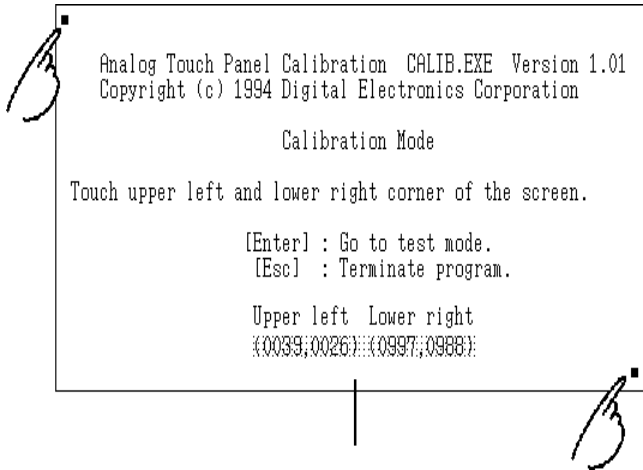 Analog Touch Panel Calibration CALIB.EXE Version 1.01
Copyright (c) 1994 Digital Electronics Corporation
Calibration Mode
Touch upper left and lower right corner of the screen.
[Enter] : Go to test mode.
[Esc] : Terminate program.
Upper left Lower right
(0039,0026) (0997,0988)